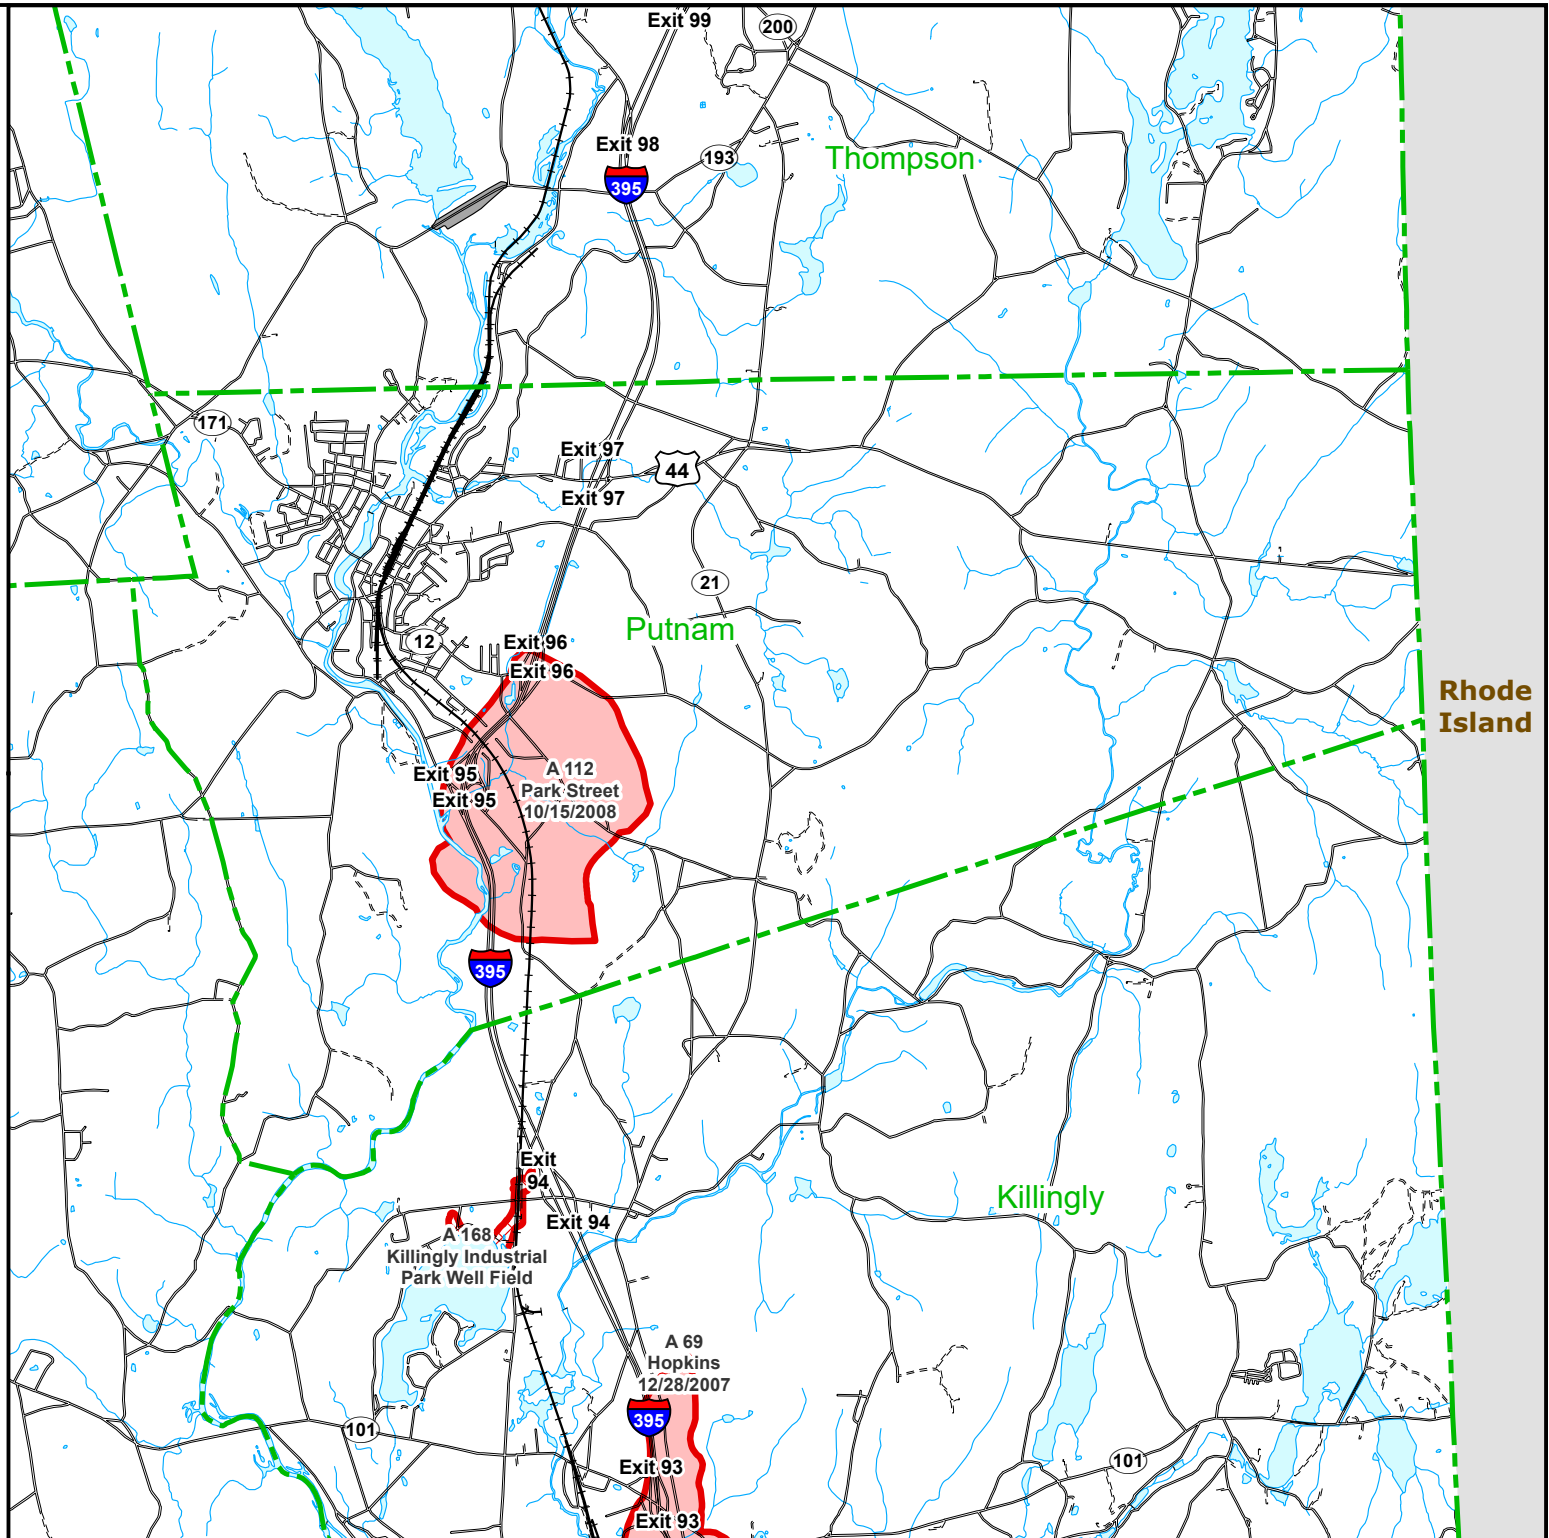 Exit 99
200
Exit 98
193
Thompson
395
171
Exit 97
44
Exit 97
21
Putnam
12
Exit 96
Exit 96
Rhode
Island
Exit 95
Exit 95
A 112
Park Street
10/15/2008
395
Exit
94
Killingly
Exit 94
A 168
Killingly Industrial
Park Well Field
A 69
Hopkins
12/28/2007
395
101
101
Exit 93
Exit 93